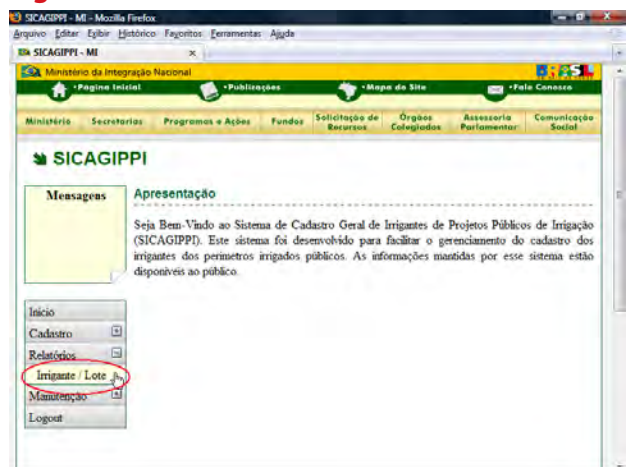 SICAGIPPI - MI - Mozilla Firefox
Arquivo Editar Exibir Histórico Favoritos Ferramentas Ajuda
SICAGIPPI - MI
Ministério da Integração Nacional
BRASIL
•Página Inicial •Publicações •Mapa do Site •Fale Conosco
Ministério Secretarias Programas e Ações Fundos Solicitação de Recursos Órgãos Colegiados Assessoria Parlamentar Comunicação Social
SICAGIPPI
Mensagens
Apresentação
Seja Bem-Vindo ao Sistema de Cadastro Geral de Irrigantes de Projetos Públicos de Irrigação
(SICAGIPPI). Este sistema foi desenvolvido para facilitar o gerenciamento do cadastro dos
irrigantes dos perimetros irrigados públicos. As informações mantidas por esse sistema estão
disponíveis ao público.
Início
Cadastro
Relatórios
Irrigante / Lote
Manutenção
Logout